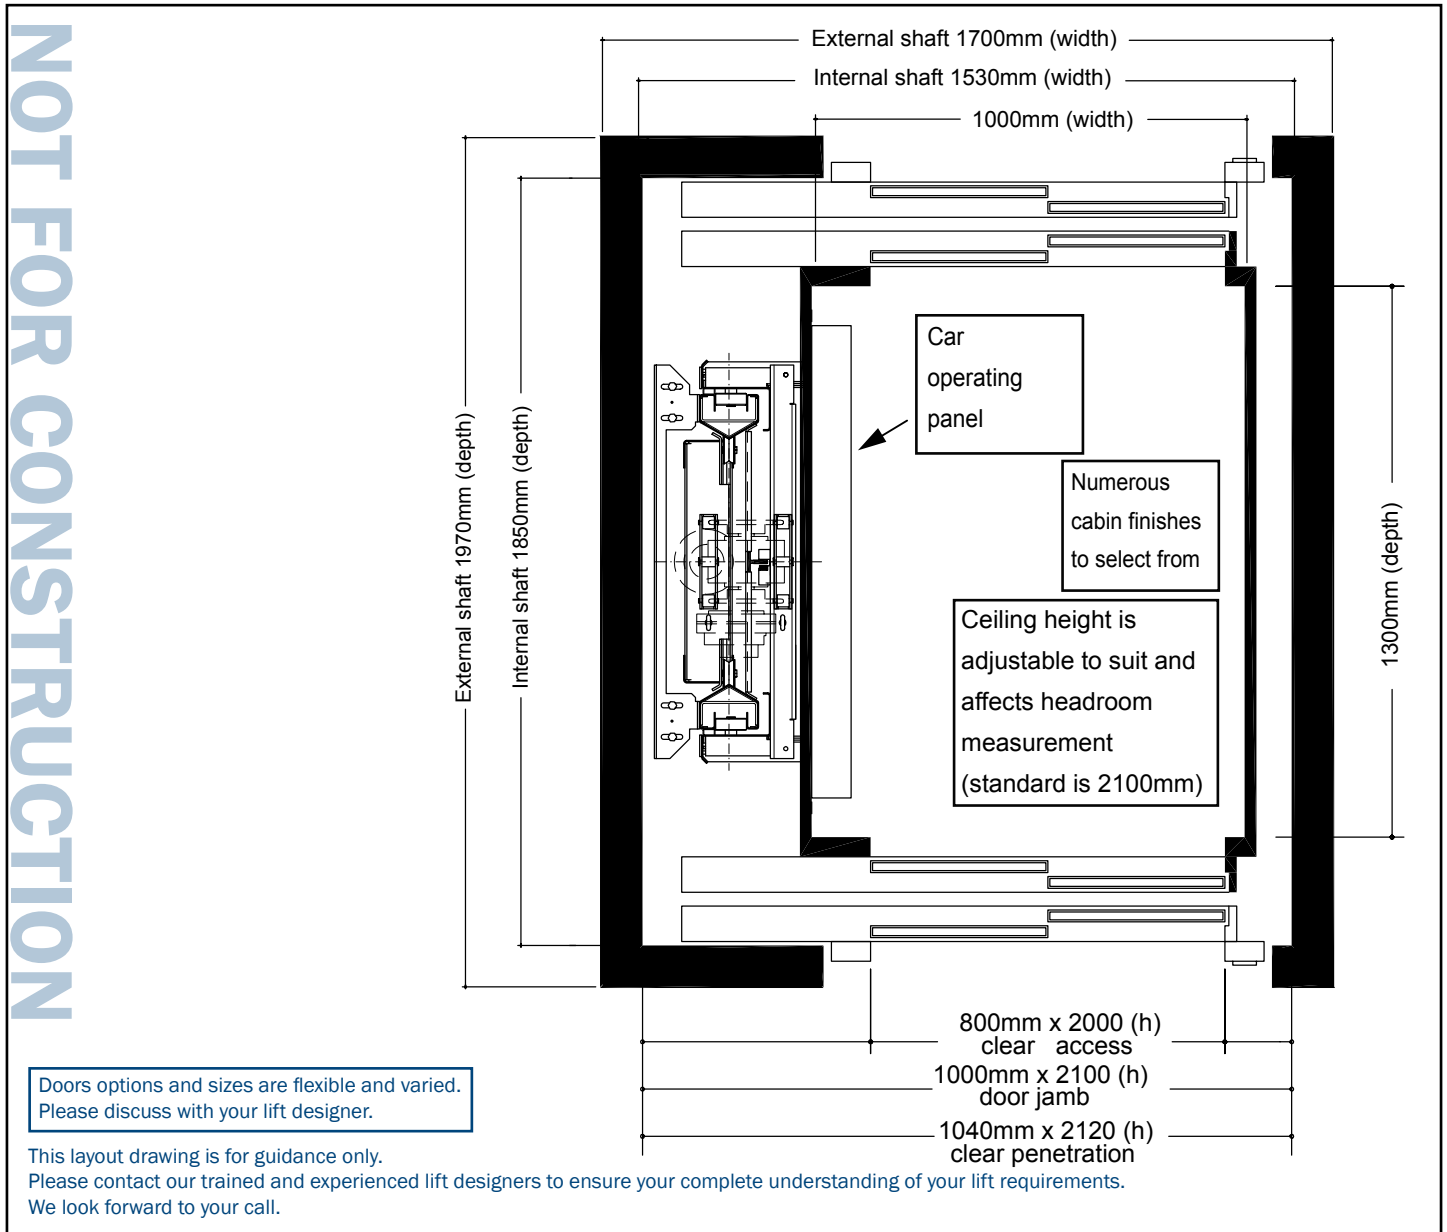 NOT FOR CONSTRUCTION
External shaft 1700mm (width)
Internal shaft 1530mm (width)
1000mm (width)
External shaft 1970mm (depth)
Internal shaft 1850mm (depth)
Car
operating
panel
Numerous
cabin finishes
to select from
Ceiling height is
adjustable to suit and
affects headroom
measurement
(standard is 2100mm)
1300mm (depth)
800mm x 2000 (h)
clear access
1000mm x 2100 (h)
door jamb
1040mm x 2120 (h)
clear penetration
Doors options and sizes are flexible and varied.
Please discuss with your lift designer.
This layout drawing is for guidance only.
Please contact our trained and experienced lift designers to ensure your complete understanding of your lift requirements.
We look forward to your call.